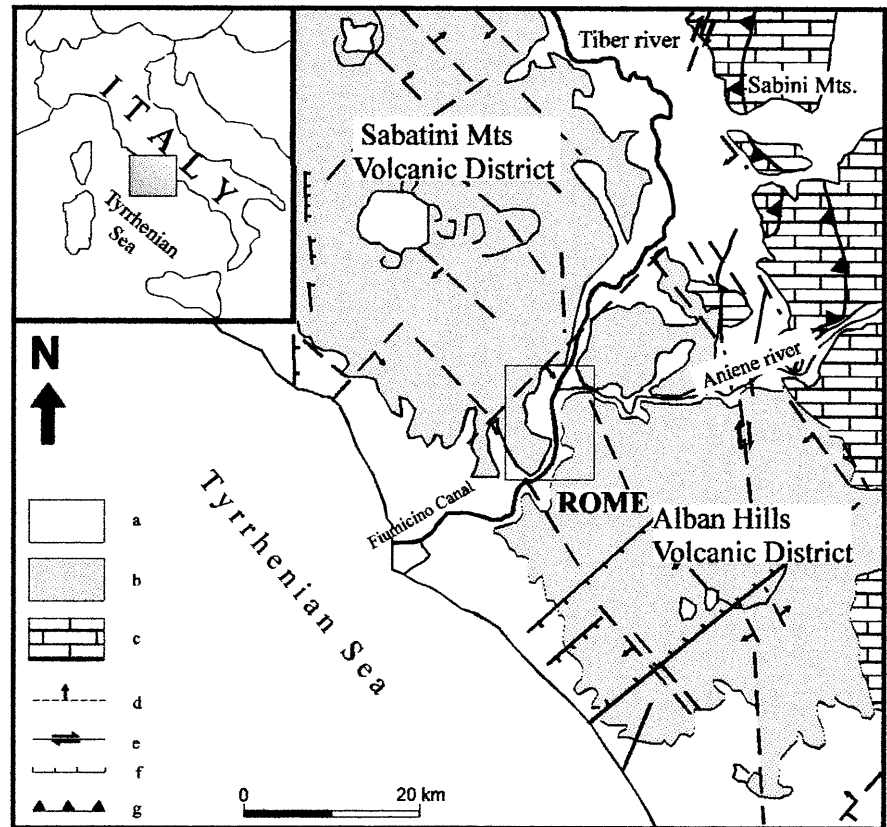 ITALY
Tyrrhenian
Sea
Tiber river
Sabini Mts.
Sabatini Mts
Volcanic District
Aniene river
N
ROME
Fiumicino Canal
Alban Hills
Volcanic District
Tyrrhenian Sea
a
b
c
d
e
f
g
0 20 km